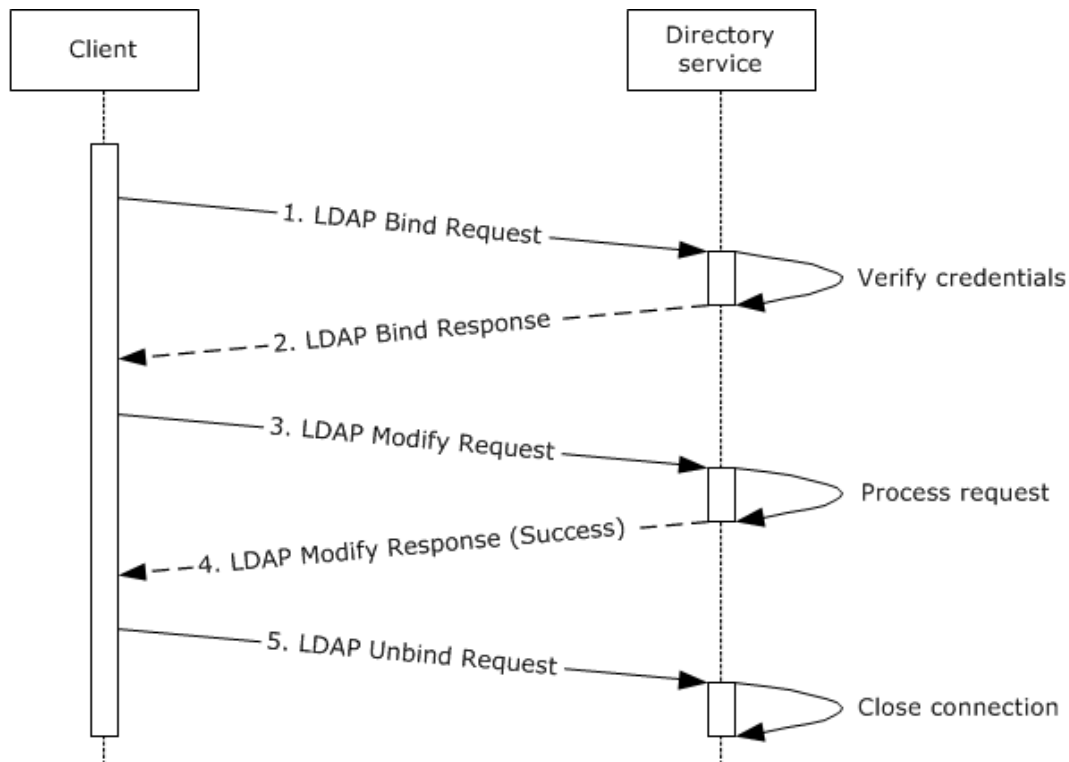 Client
Directory
service
1. LDAP Bind Request
Verify credentials
2. LDAP Bind Response
3. LDAP Modify Request
Process request
4. LDAP Modify Response (Success)
5. LDAP Unbind Request
Close connection